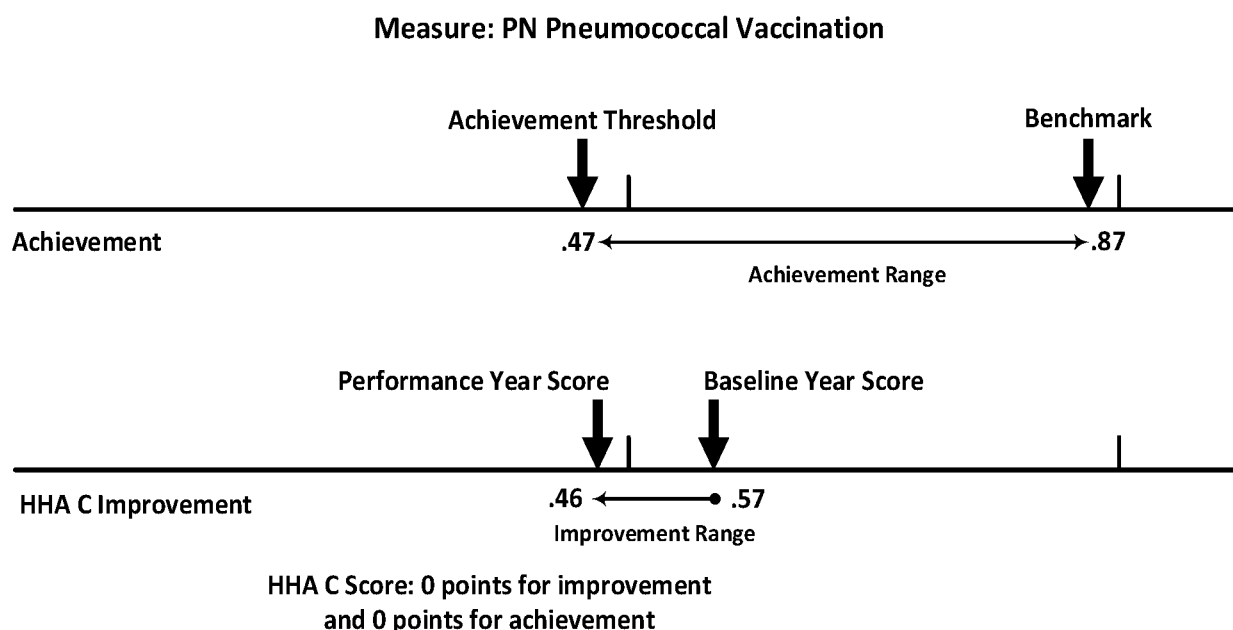 Measure: PN Pneumococcal Vaccination
Achievement Threshold
Benchmark
Achievement
.47
.87
Achievement Range
Performance Year Score
Baseline Year Score
HHA C Improvement
.46
.57
Improvement Range
HHA C Score: 0 points for improvement
and 0 points for achievement